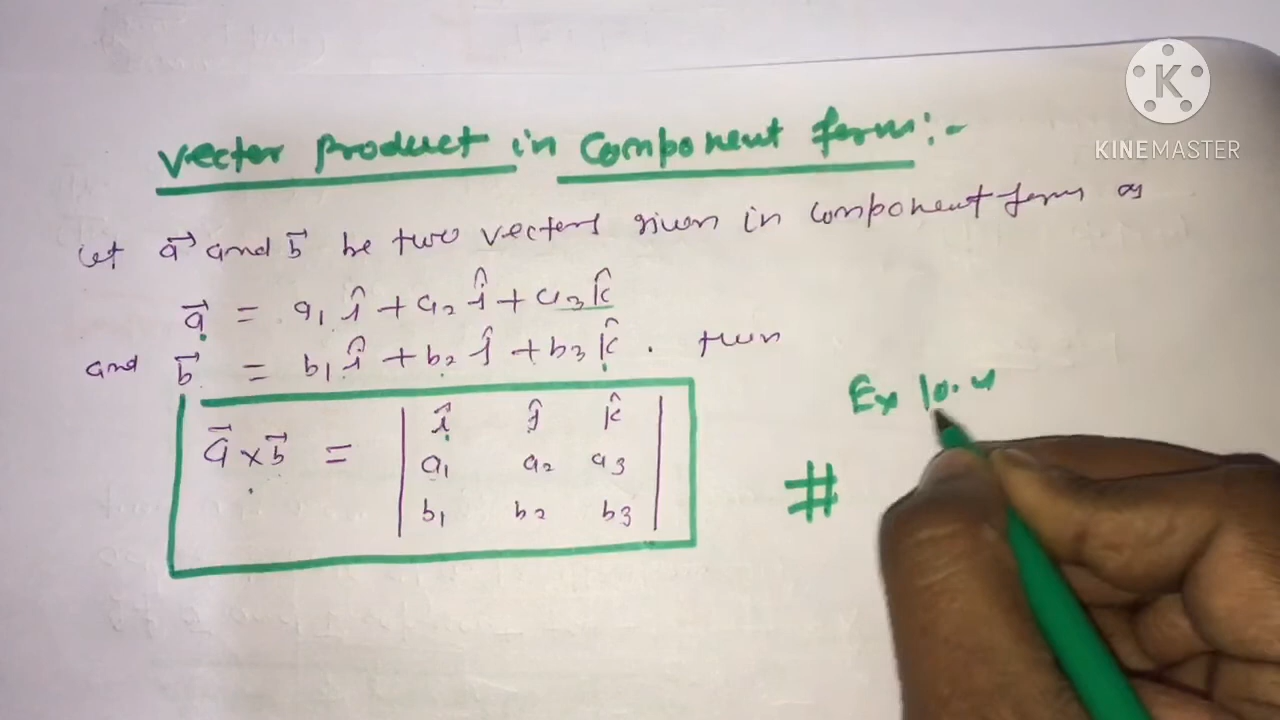 Vector product in component form:-
Let a⃗ and b⃗ be two vectors given in component form as
a⃗ = a₁ î + a₂ ĵ + a₃ k̂
and b⃗ = b₁ î + b₂ ĵ + b₃ k̂ . then
a⃗ × b⃗ = | î ĵ k̂ |
| a₁ a₂ a₃ |
| b₁ b₂ b₃ |
Ex 10.4
#
K
KINEMASTER